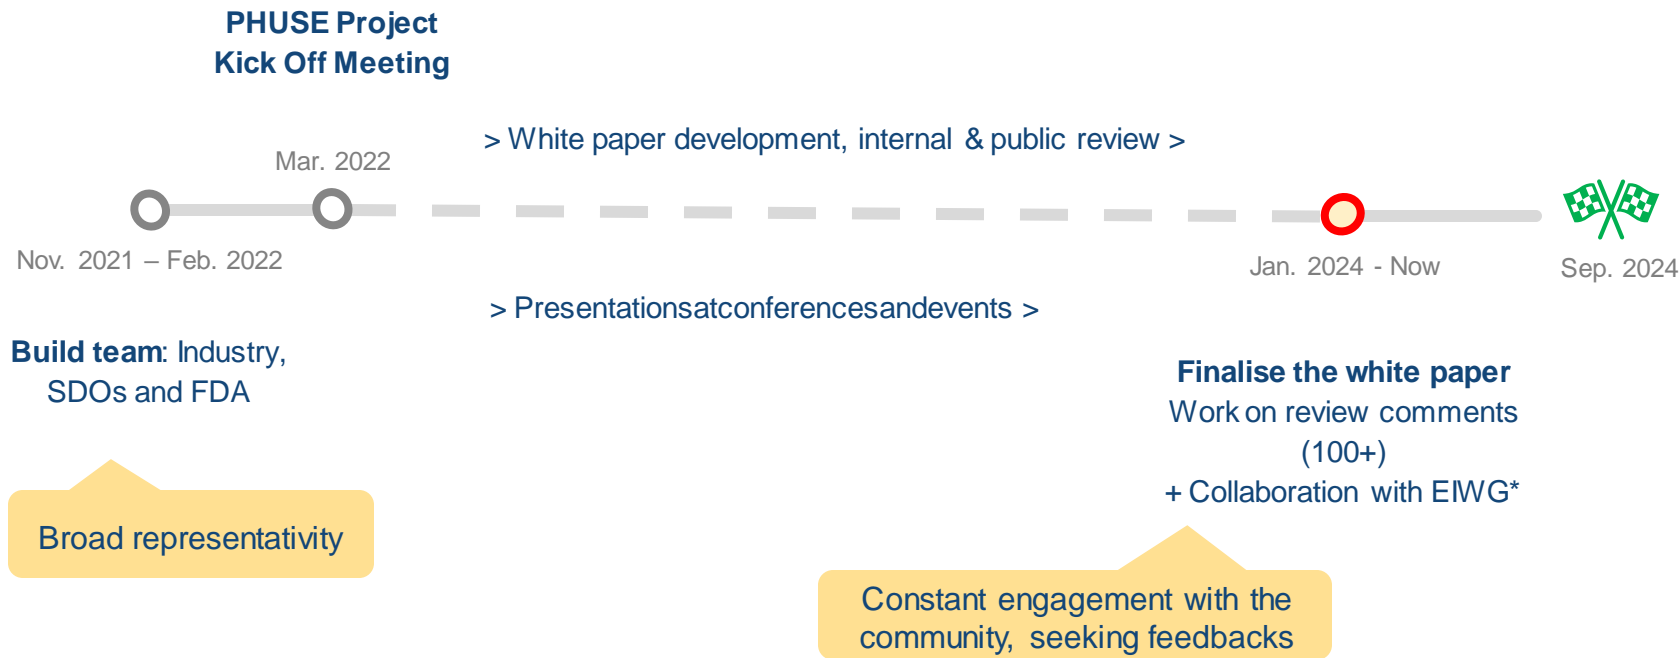 PHUSE Project
Kick Off Meeting
> White paper development, internal & public review >
Mar. 2022
Nov. 2021 – Feb. 2022
Jan. 2024 - Now
Sep. 2024
> Presentationsatconferencesandevents >
Build team: Industry,
SDOs and FDA
Finalise the white paper
Work on review comments
(100+)
+ Collaboration with EIWG*
Broad representativity
Constant engagement with the
community, seeking feedbacks